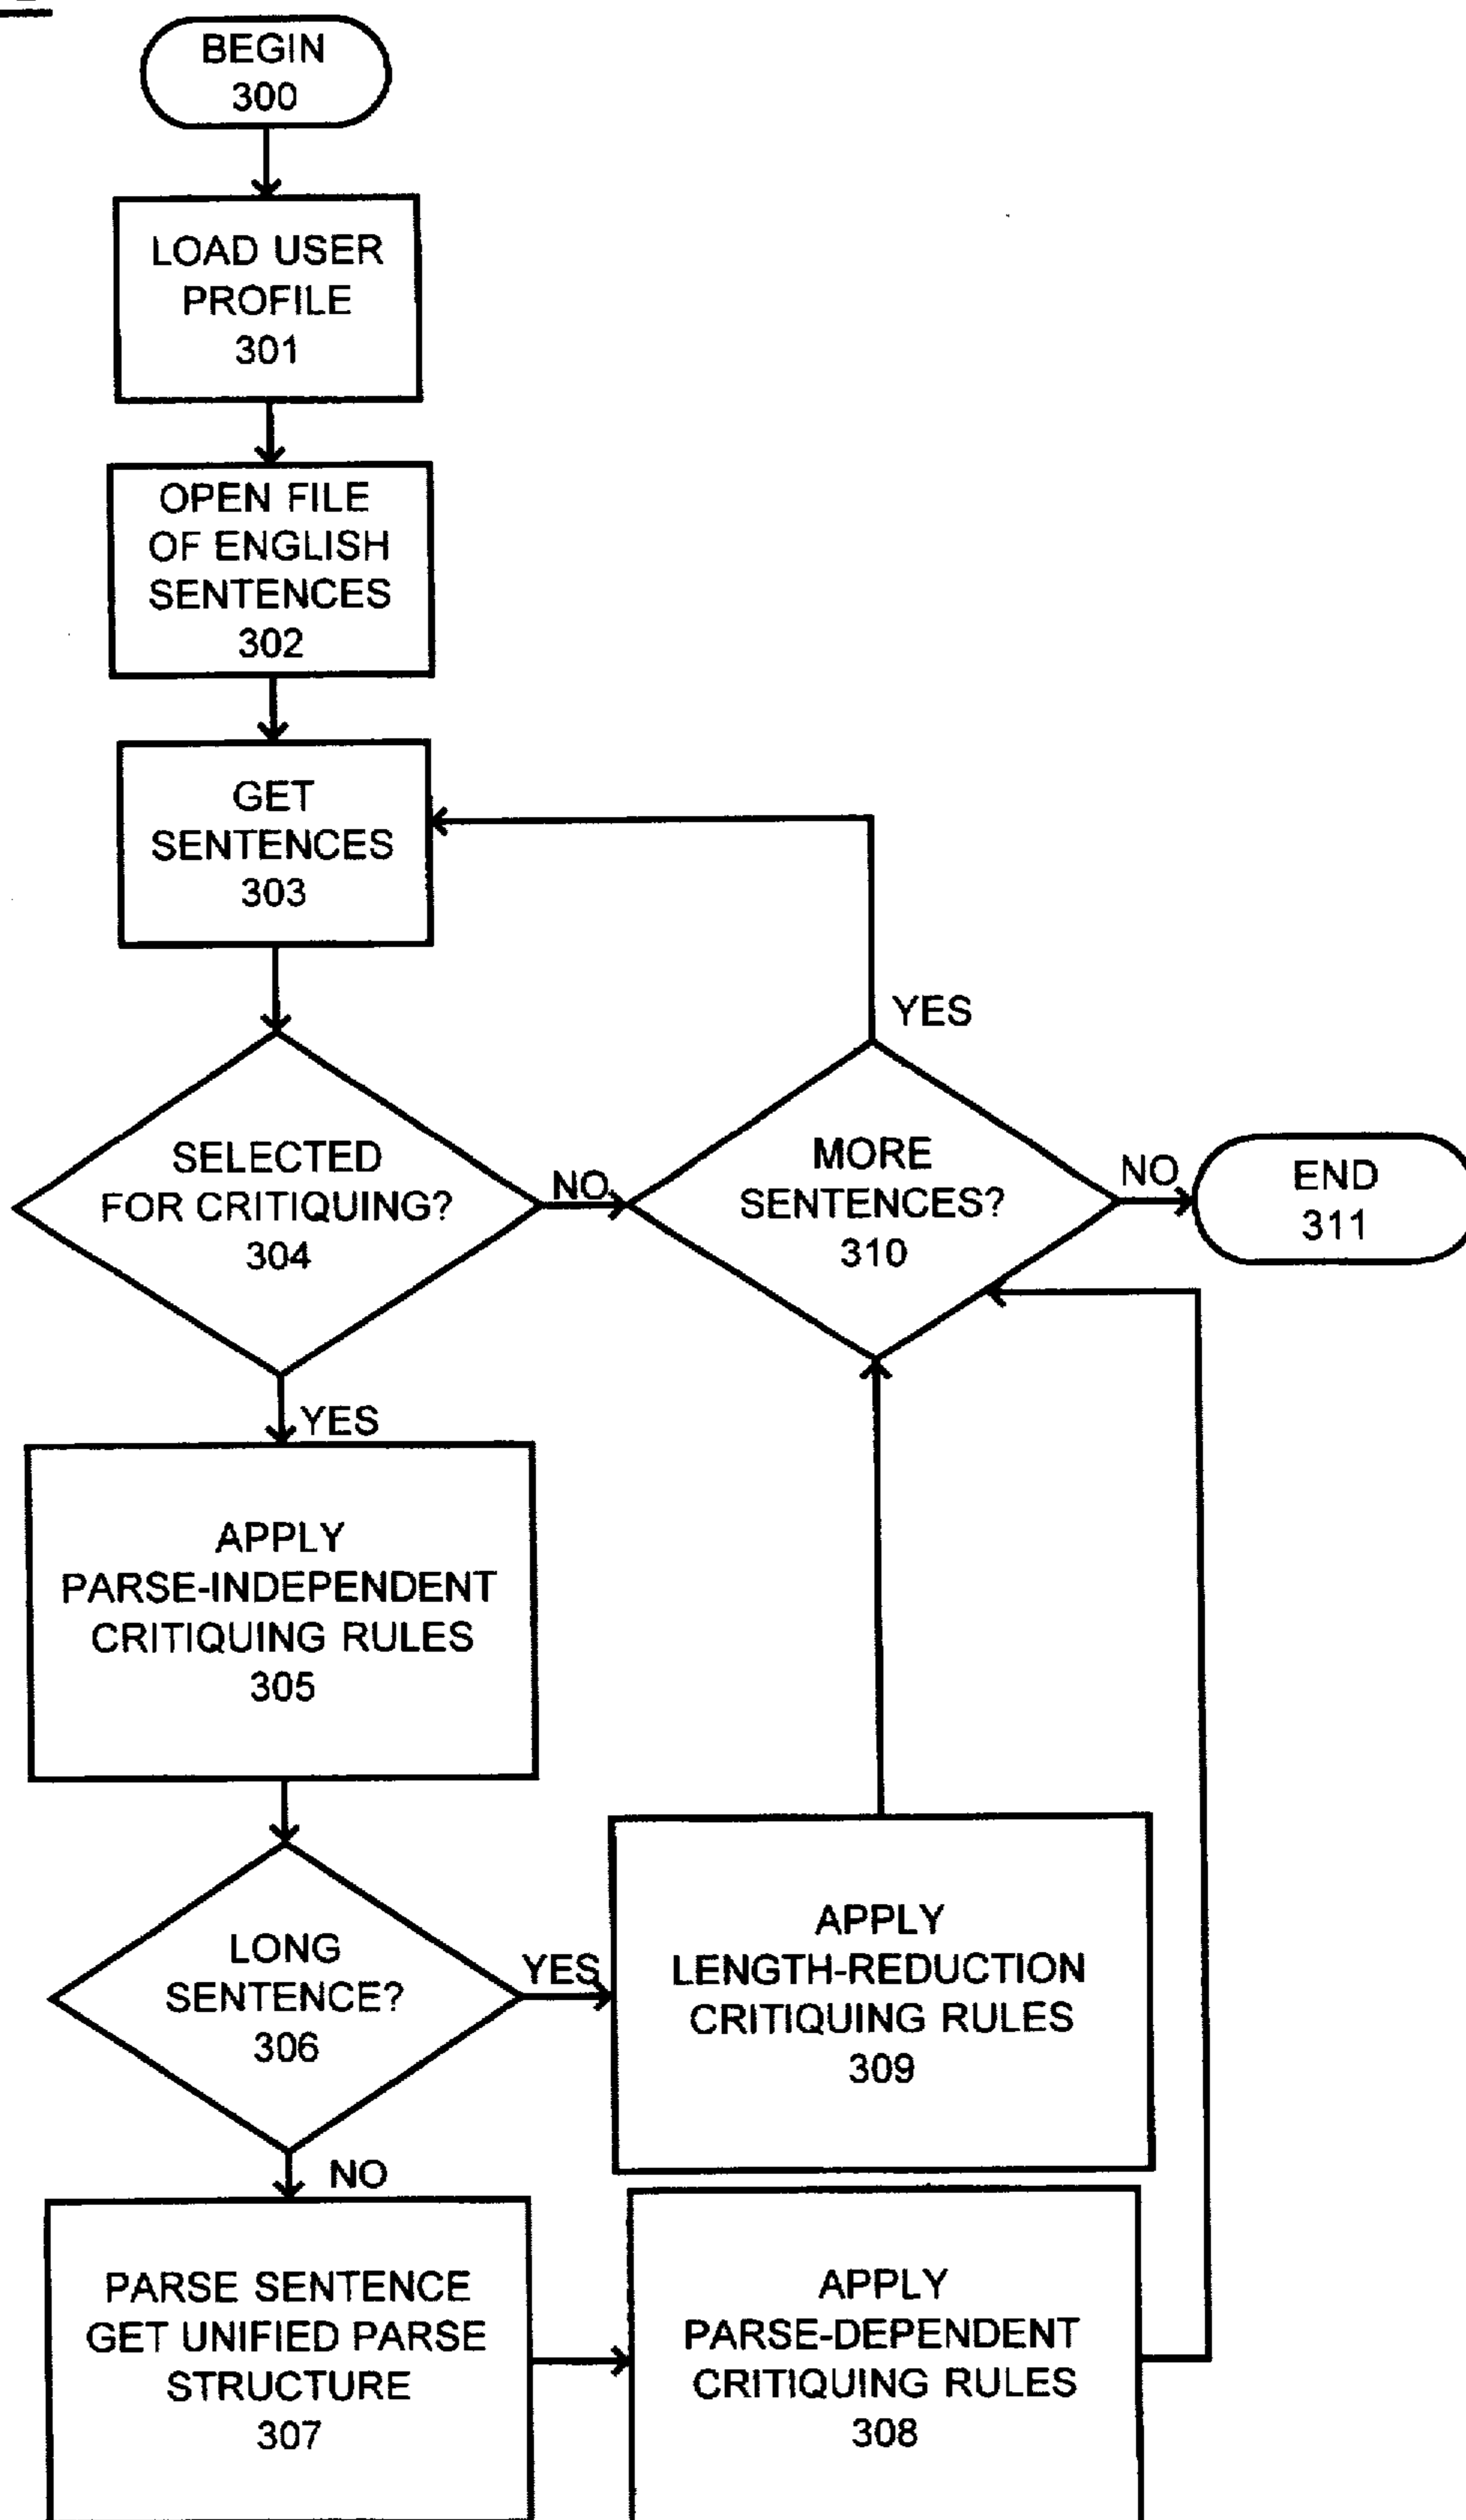 BEGIN
300
LOAD USER
PROFILE
301
OPEN FILE
OF ENGLISH
SENTENCES
302
GET
SENTENCES
303
YES
SELECTED
FOR CRITIQUING?
304
NO
MORE
SENTENCES?
310
NO
END
311
YES
APPLY
PARSE-INDEPENDENT
CRITIQUING RULES
305
LONG
SENTENCE?
306
YES
APPLY
LENGTH-REDUCTION
CRITIQUING RULES
309
NO
PARSE SENTENCE
GET UNIFIED PARSE
STRUCTURE
307
APPLY
PARSE-DEPENDENT
CRITIQUING RULES
308